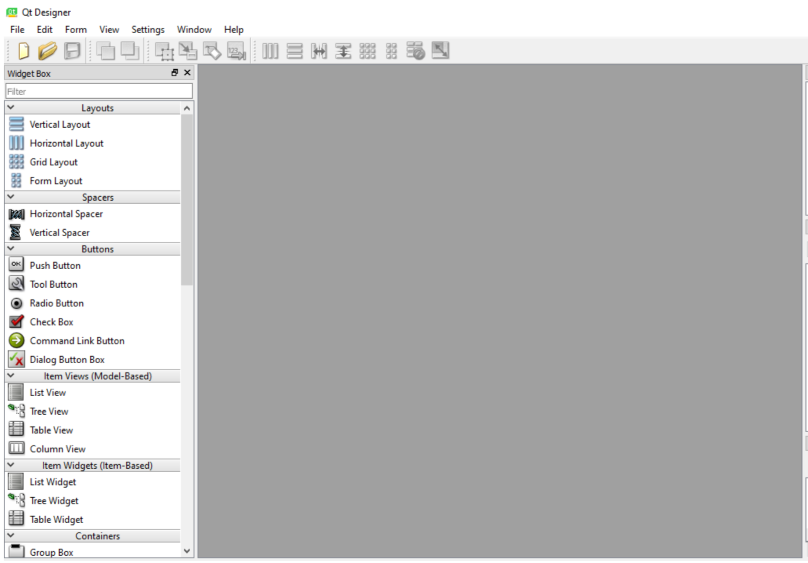 Qt Designer
File Edit Form View Settings Window Help
Widget Box
Filter
Layouts
Vertical Layout
Horizontal Layout
Grid Layout
Form Layout
Spacers
Horizontal Spacer
Vertical Spacer
Buttons
OK Push Button
Tool Button
Radio Button
Check Box
Command Link Button
Dialog Button Box
Item Views (Model-Based)
List View
Tree View
Table View
Column View
Item Widgets (Item-Based)
List Widget
Tree Widget
Table Widget
Containers
Group Box